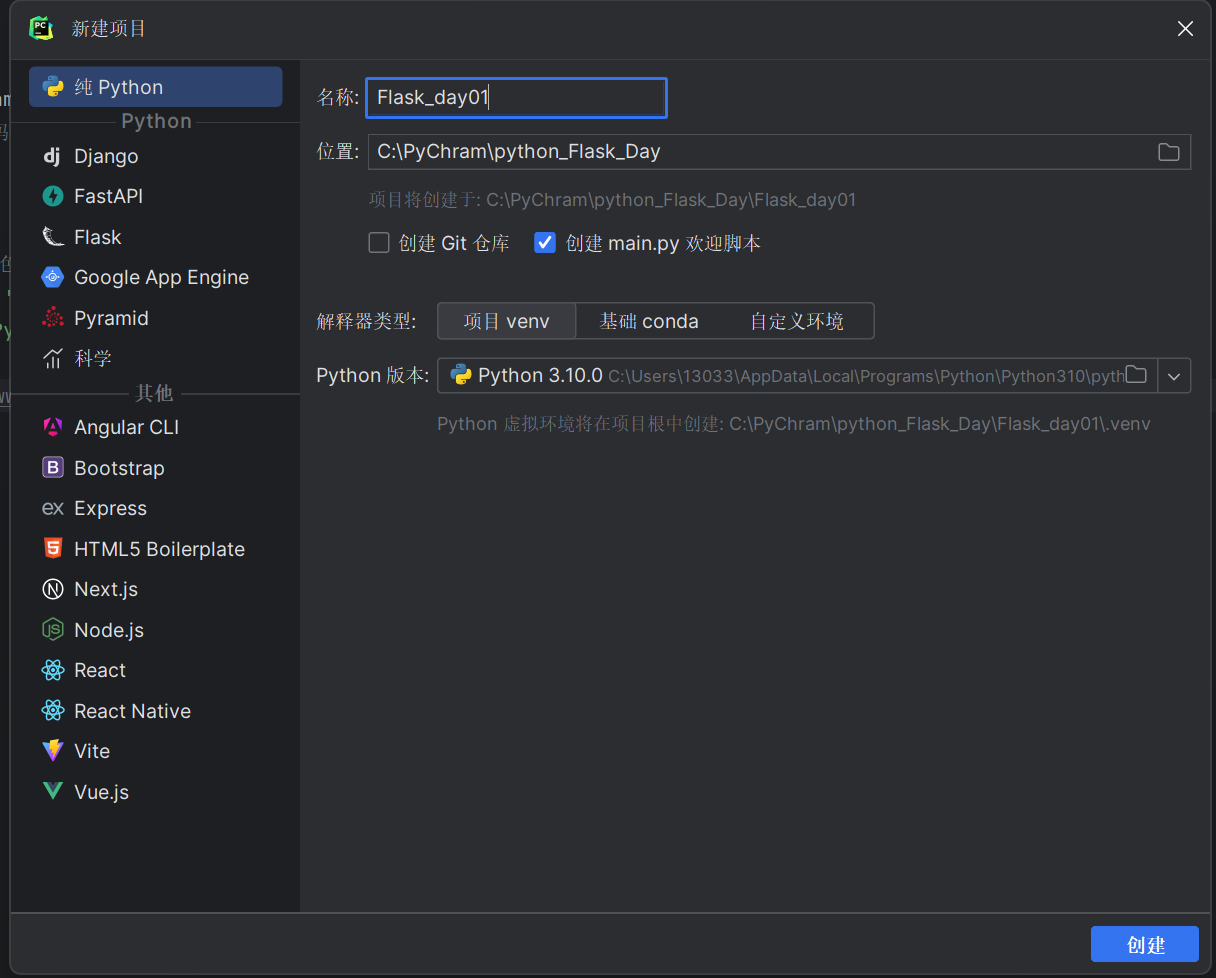 新建项目
纯 Python
Python
Django
FastAPI
Flask
Google App Engine
Pyramid
科学
其他
Angular CLI
Bootstrap
Express
HTML5 Boilerplate
Next.js
Node.js
React
React Native
Vite
Vue.js
名称: Flask_day01
位置: C:\PyChram\python_Flask_Day
项目将创建于: C:\PyChram\python_Flask_Day\Flask_day01
创建 Git 仓库 创建 main.py 欢迎脚本
解释器类型: 项目 venv 基础 conda 自定义环境
Python 版本: Python 3.10.0 C:\Users\13033\AppData\Local\Programs\Python\Python310\pyth
Python 虚拟环境将在项目根中创建: C:\PyChram\python_Flask_Day\Flask_day01\.venv
创建